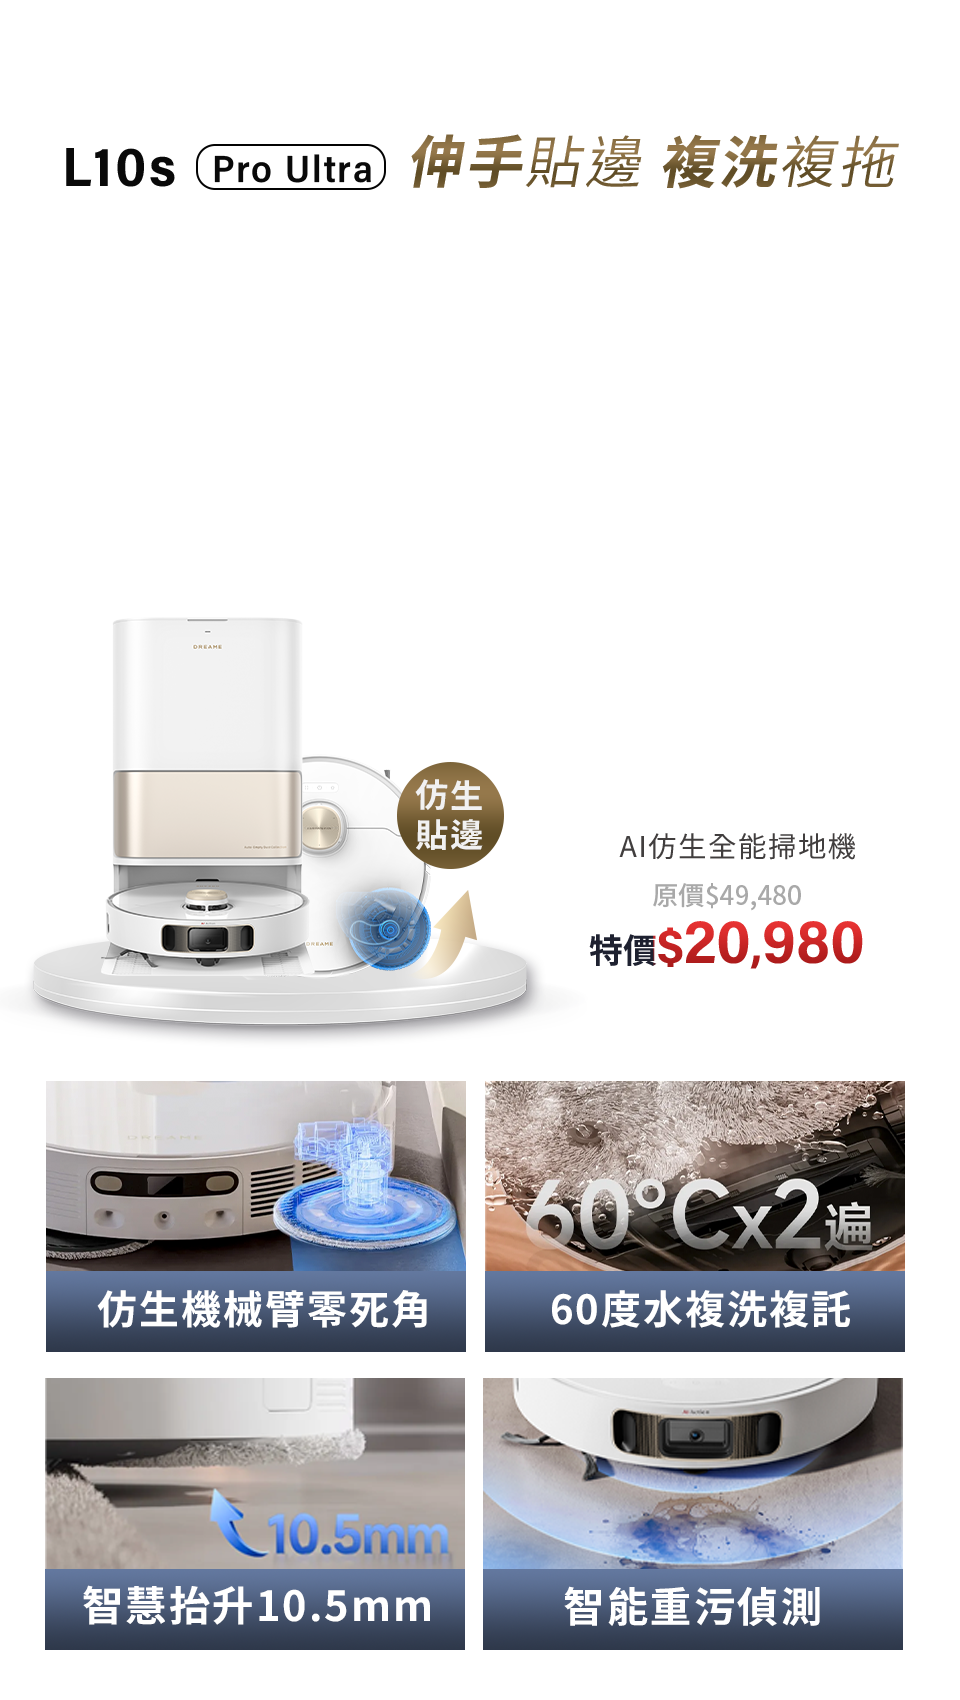 L10s Pro Ultra 伸手貼邊 複洗複拖
DREAME
仿生
貼邊
DREAME
AI仿生全能掃地機
原價$49,480
特價$20,980
DREAME
60°Cx2遍
仿生機械臂零死角
60度水複洗複託
10.5mm
智慧抬升10.5mm
智能重污偵測